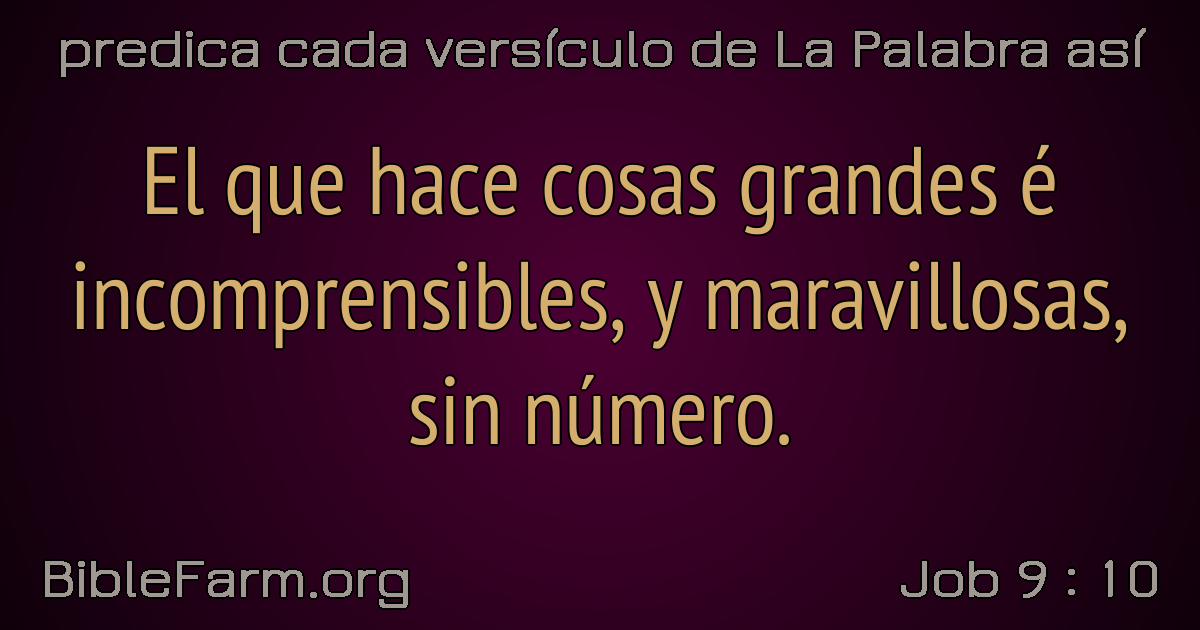 predica cada versículo de La Palabra así
El que hace cosas grandes é
incomprensibles, y maravillosas,
sin número.
BibleFarm.org
Job 9 : 10